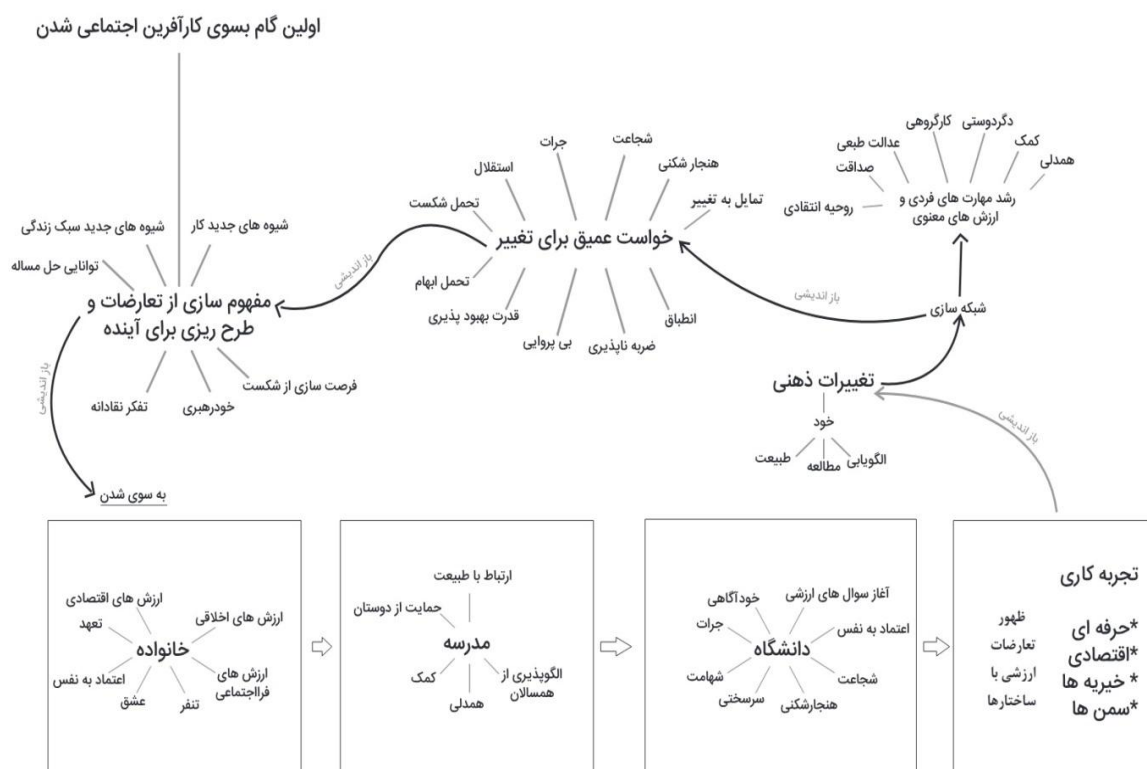 اولین گام بسوی کارآفرین اجتماعی شدن
شیوه های جدید کار
شیوه های جدید سبک زندگی
توانایی حل مساله
مفهوم سازی از تعارضات و
طرح ریزی برای آینده
فرصت سازی از شکست
خودرهبری
تفکر نقادانه
باز اندیشی
به سوی شدن
باز اندیشی
شجاعت
جرات
هنجار شکنی
استقلال
تمایل به تغییر
تحمل شکست
خواست عمیق برای تغییر
تحمل ابهام
قدرت بهبود پذیری
بی پروایی
ضربه ناپذیری
انطباق
باز اندیشی
دگردوستی
کارگروهی
کمک
عدالت طبعی
همدلی
صداقت
روحیه انتقادی
رشد مهارت های فردی و
ارزش های معنوی
شبکه سازی
تغییرات ذهنی
خود
الگویابی
مطالعه
طبیعت
باز اندیشی
تجربه کاری
*حرفه ای
*اقتصادی
* خیریه ها
*سمن ها
ظهور
تعارضات
ارزشی با
ساختارها
آغاز سوال های ارزشی
خودآگاهی
اعتماد به نفس
جرات
دانشگاه
شجاعت
شهامت
هنجارشکنی
سرسختی
ارتباط با طبیعت
حمایت از دوستان
مدرسه
الگوپذیری از
همسالان
کمک
همدلی
ارزش های اقتصادی
ارزش های اخلاقی
تعهد
خانواده
ارزش های
فرااجتماعی
اعتماد به نفس
عشق
تنفر